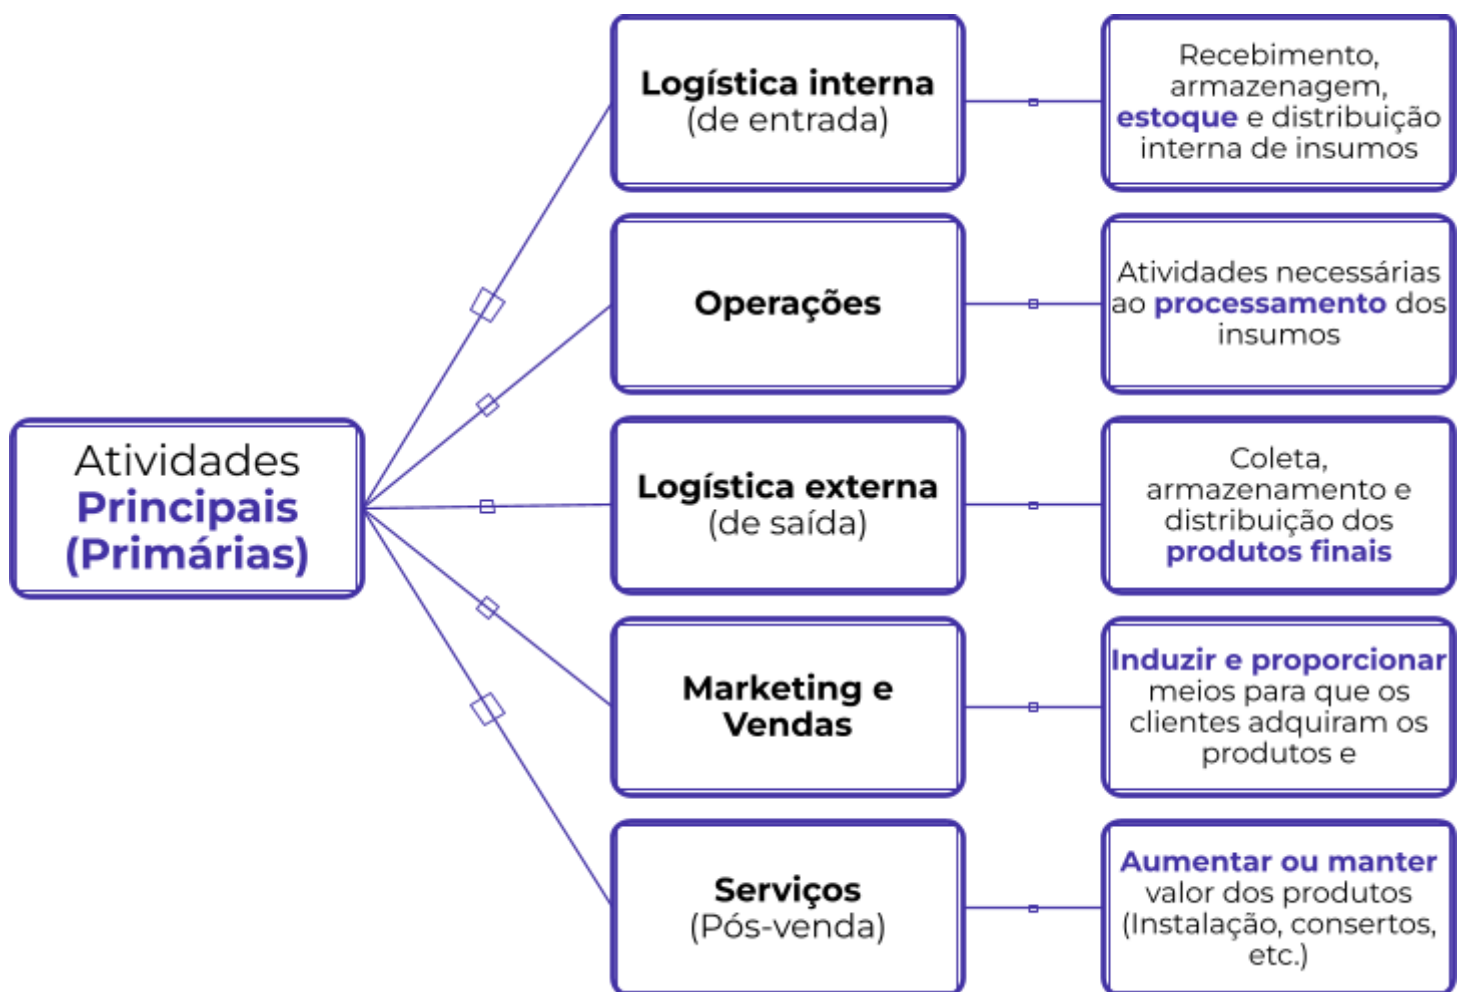 Atividades
Principais
(Primárias)
Logística interna
(de entrada)
Recebimento,
armazenagem,
estoque e distribuição
interna de insumos
Operações
Atividades necessárias
ao processamento dos
insumos
Logística externa
(de saída)
Coleta,
armazenamento e
distribuição dos
produtos finais
Marketing e
Vendas
Induzir e proporcionar
meios para que os
clientes adquiram os
produtos e
Serviços
(Pós-venda)
Aumentar ou manter
valor dos produtos
(Instalação, consertos,
etc.)